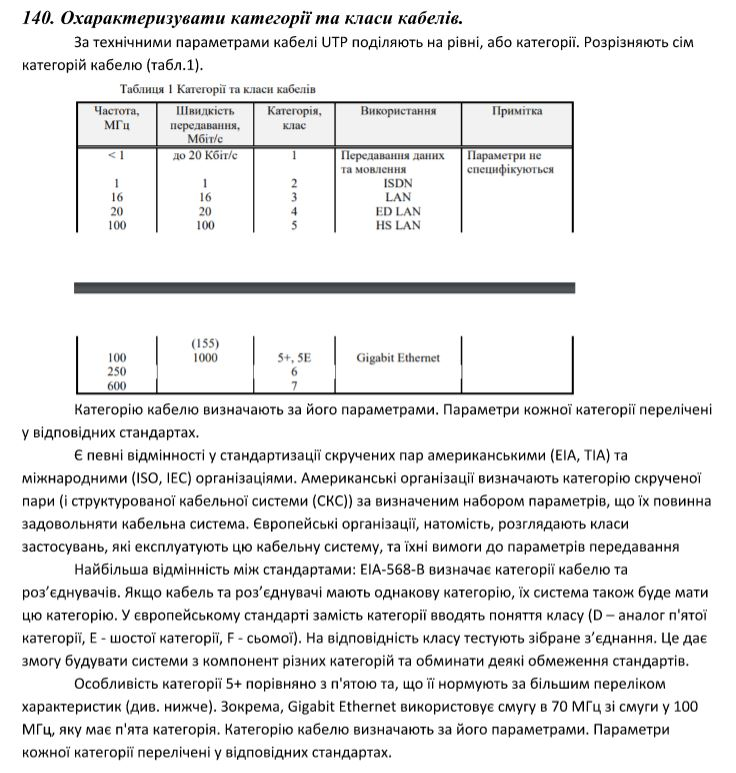 140. Охарактеризувати категорії та класи кабелів.
За технічними параметрами кабелі UTP поділяють на рівні, або категорії. Розрізняють сім
категорій кабелю (табл.1).
Таблиця 1 Категорії та класи кабелів
Частота, МГц Швидкість передавання, Мбіт/с Категорія, клас Використання Примітка
< 1 до 20 Кбіт/с 1 Передавання даних та мовлення Параметри не специфікуються
1 1 2 ISDN
16 16 3 LAN
20 20 4 ED LAN
100 100 5 HS LAN
(155)
100 1000 5+, 5E Gigabit Ethernet
250 6
600 7
Категорію кабелю визначають за його параметрами. Параметри кожної категорії перелічені
у відповідних стандартах.
Є певні відмінності у стандартизації скручених пар американськими (EIA, TIA) та
міжнародними (ISO, IEC) організаціями. Американські організації визначають категорію скрученої
пари (і структурованої кабельної системи (СКС)) за визначеним набором параметрів, що їх повинна
задовольняти кабельна система. Європейські організації, натомість, розглядають класи
застосувань, які експлуатують цю кабельну систему, та їхні вимоги до параметрів передавання
Найбільша відмінність між стандартами: EIA-568-B визначає категорії кабелю та
роз’єднувачів. Якщо кабель та роз’єднувачі мають однакову категорію, їх система також буде мати
цю категорію. У європейському стандарті замість категорії вводять поняття класу (D – аналог п'ятої
категорії, E - шостої категорії, F - сьомої). На відповідність класу тестують зібране з’єднання. Це дає
змогу будувати системи з компонент різних категорій та обминати деякі обмеження стандартів.
Особливість категорії 5+ порівняно з п'ятою та, що її нормують за більшим переліком
характеристик (див. нижче). Зокрема, Gigabit Ethernet використовує смугу в 70 МГц зі смуги у 100
МГц, яку має п'ята категорія. Категорію кабелю визначають за його параметрами. Параметри
кожної категорії перелічені у відповідних стандартах.